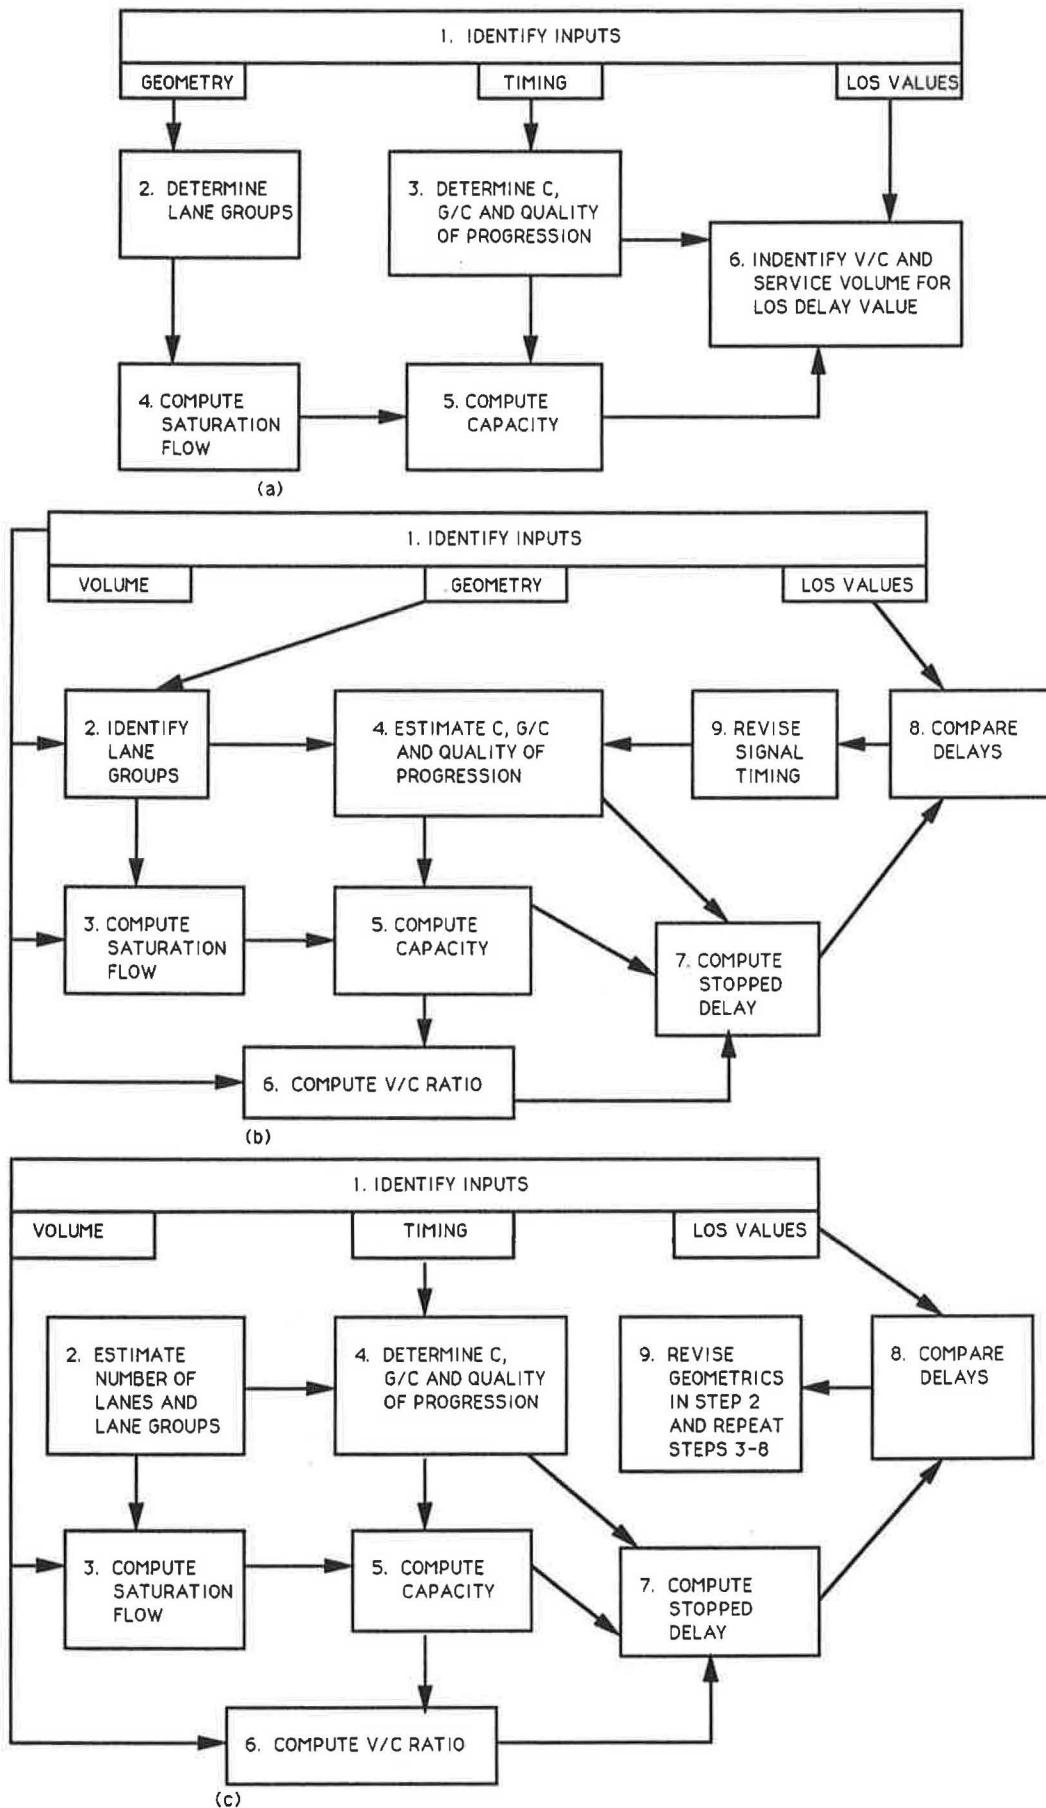 1. IDENTIFY INPUTS
GEOMETRY
TIMING
LOS VALUES
2. DETERMINE
LANE GROUPS
3. DETERMINE C,
G/C AND QUALITY
OF PROGRESSION
6. INDENTIFY V/C AND
SERVICE VOLUME FOR
LOS DELAY VALUE
4. COMPUTE
SATURATION
FLOW
5. COMPUTE
CAPACITY
(a)
1. IDENTIFY INPUTS
VOLUME
GEOMETRY
LOS VALUES
2. IDENTIFY
LANE
GROUPS
4. ESTIMATE C, G/C
AND QUALITY OF
PROGRESSION
9. REVISE
SIGNAL
TIMING
8. COMPARE
DELAYS
3. COMPUTE
SATURATION
FLOW
5. COMPUTE
CAPACITY
7. COMPUTE
STOPPED
DELAY
6. COMPUTE V/C RATIO
(b)
1. IDENTIFY INPUTS
VOLUME
TIMING
LOS VALUES
2. ESTIMATE
NUMBER OF
LANES AND
LANE GROUPS
4. DETERMINE C,
G/C AND QUALITY
OF PROGRESSION
9. REVISE
GEOMETRICS
IN STEP 2
AND REPEAT
STEPS 3-8
8. COMPARE
DELAYS
3. COMPUTE
SATURATION
FLOW
5. COMPUTE
CAPACITY
7. COMPUTE
STOPPED
DELAY
6. COMPUTE V/C RATIO
(c)